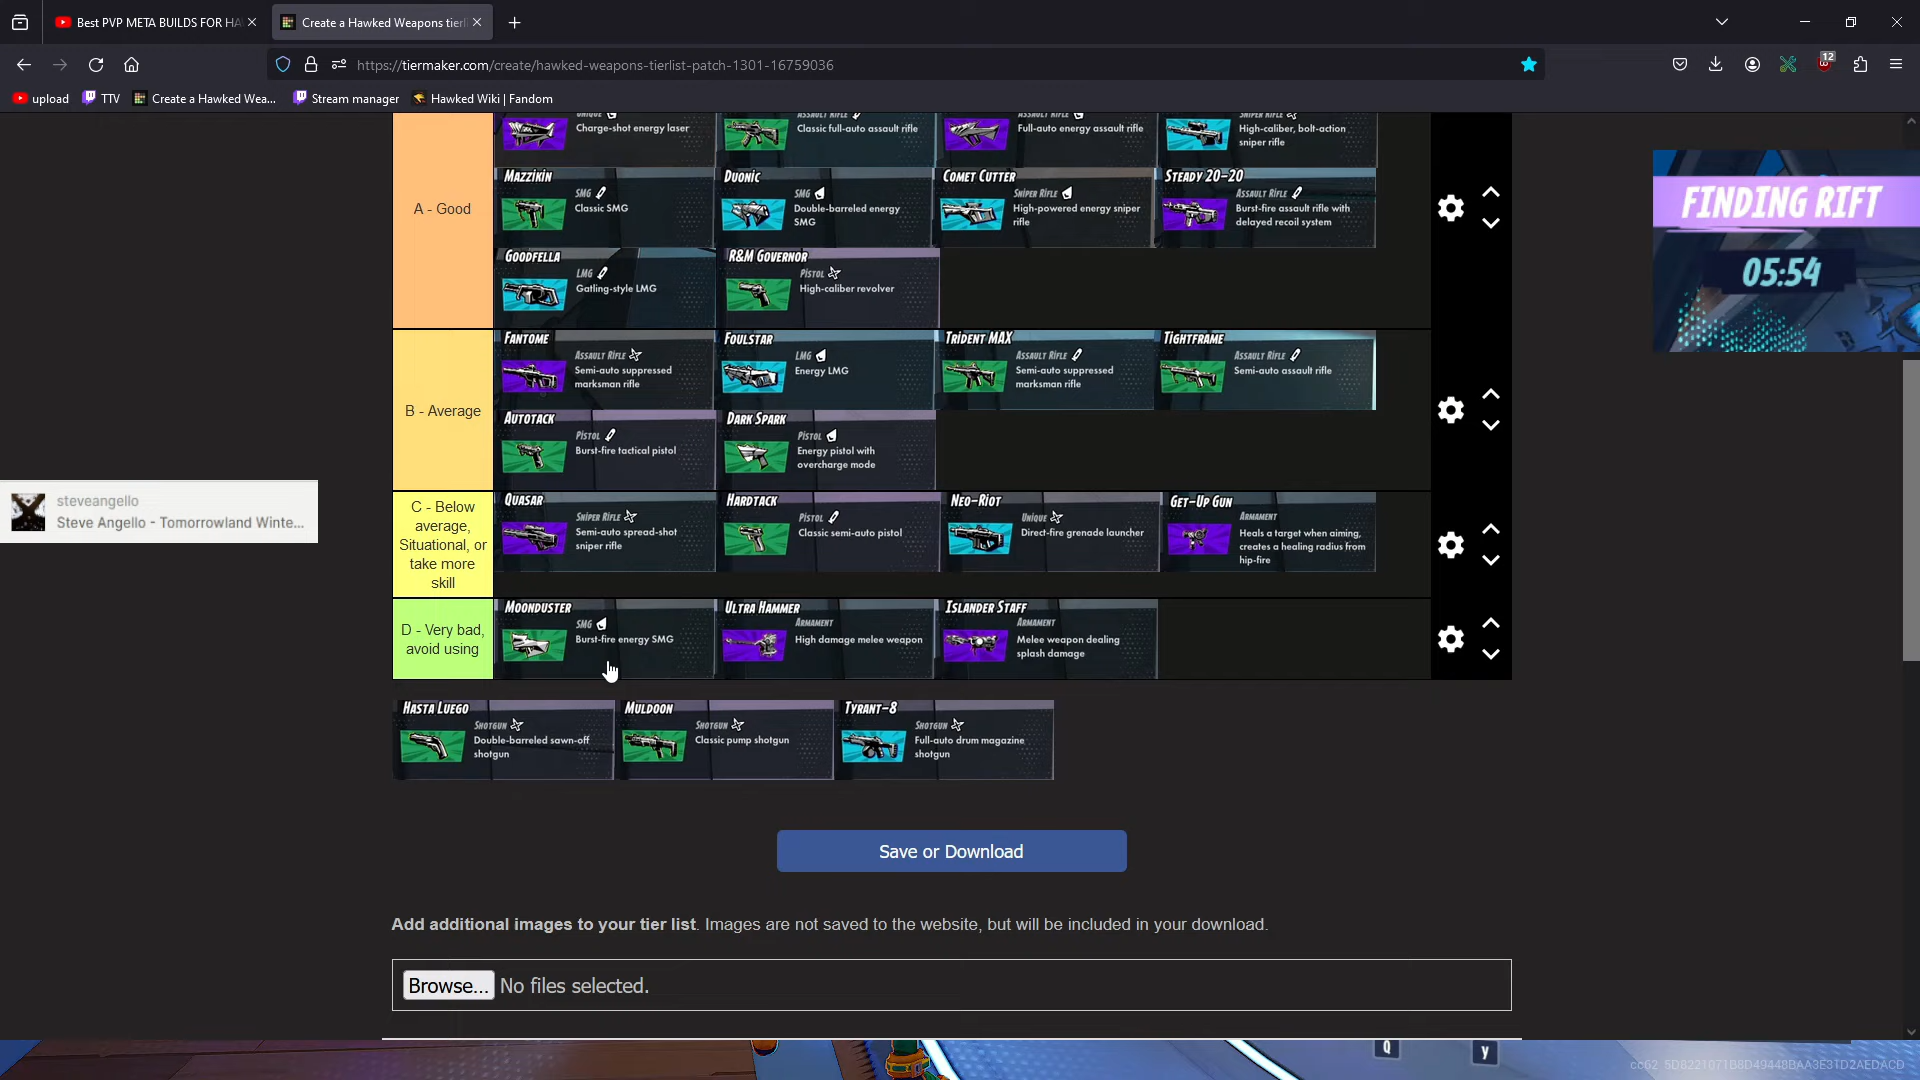 Best PVP META BUILDS FOR HA
Create a Hawked Weapons tierl
https://tiermaker.com/create/hawked-weapons-tierlist-patch-1301-16759036
12
upload
TTV
Create a Hawked Wea...
Stream manager
Hawked Wiki | Fandom
A - Good
Unique
Charge-shot energy laser
Assault Rifle
Classic full-auto assault rifle
Assault Rifle
Full-auto energy assault rifle
Sniper Rifle
High-caliber, bolt-action
sniper rifle
Mazzikin
SMG
Classic SMG
Duonic
SMG
Double-barreled energy
SMG
Comet Cutter
Sniper Rifle
High-powered energy sniper
rifle
Steady 20-20
Assault Rifle
Burst-fire assault rifle with
delayed recoil system
Goodfella
LMG
Gatling-style LMG
R&M Governor
Pistol
High-caliber revolver
B - Average
Fantome
Assault Rifle
Semi-auto suppressed
marksman rifle
Foulstar
LMG
Energy LMG
Trident MAX
Assault Rifle
Semi-auto suppressed
marksman rifle
Tightframe
Assault Rifle
Semi-auto assault rifle
Autotack
Pistol
Burst-fire tactical pistol
Dark Spark
Pistol
Energy pistol with
overcharge mode
C - Below
average,
Situational, or
take more
skill
Quasar
Sniper Rifle
Semi-auto spread-shot
sniper rifle
Hardtack
Pistol
Classic semi-auto pistol
Neo-Riot
Unique
Direct-fire grenade launcher
Get-Up Gun
Armament
Heals a target when aiming,
creates a healing radius from
hip-fire
D - Very bad,
avoid using
Moonduster
SMG
Burst-fire energy SMG
Ultra Hammer
Armament
High damage melee weapon
Islander Staff
Armament
Melee weapon dealing
splash damage
Hasta Luego
Shotgun
Double-barreled sawn-off
shotgun
Muldoon
Shotgun
Classic pump shotgun
Tyrant-8
Shotgun
Full-auto drum magazine
shotgun
Save or Download
Add additional images to your tier list. Images are not saved to the website, but will be included in your download.
Browse... No files selected.
steveangello
Steve Angello - Tomorrowland Winte...
FINDING RIFT
05:54
Q
y